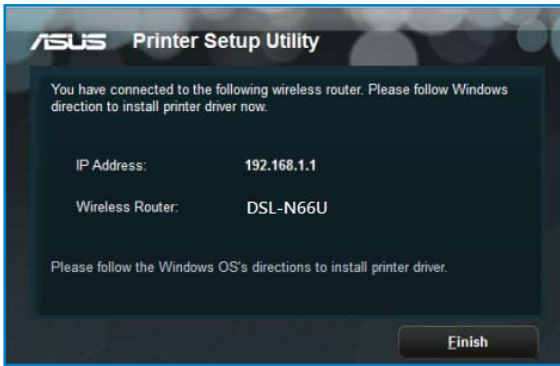 ASUS Printer Setup Utility
You have connected to the following wireless router. Please follow Windows
direction to install printer driver now.
IP Address: 192.168.1.1
Wireless Router: DSL-N66U
Please follow the Windows OS's directions to install printer driver.
Finish